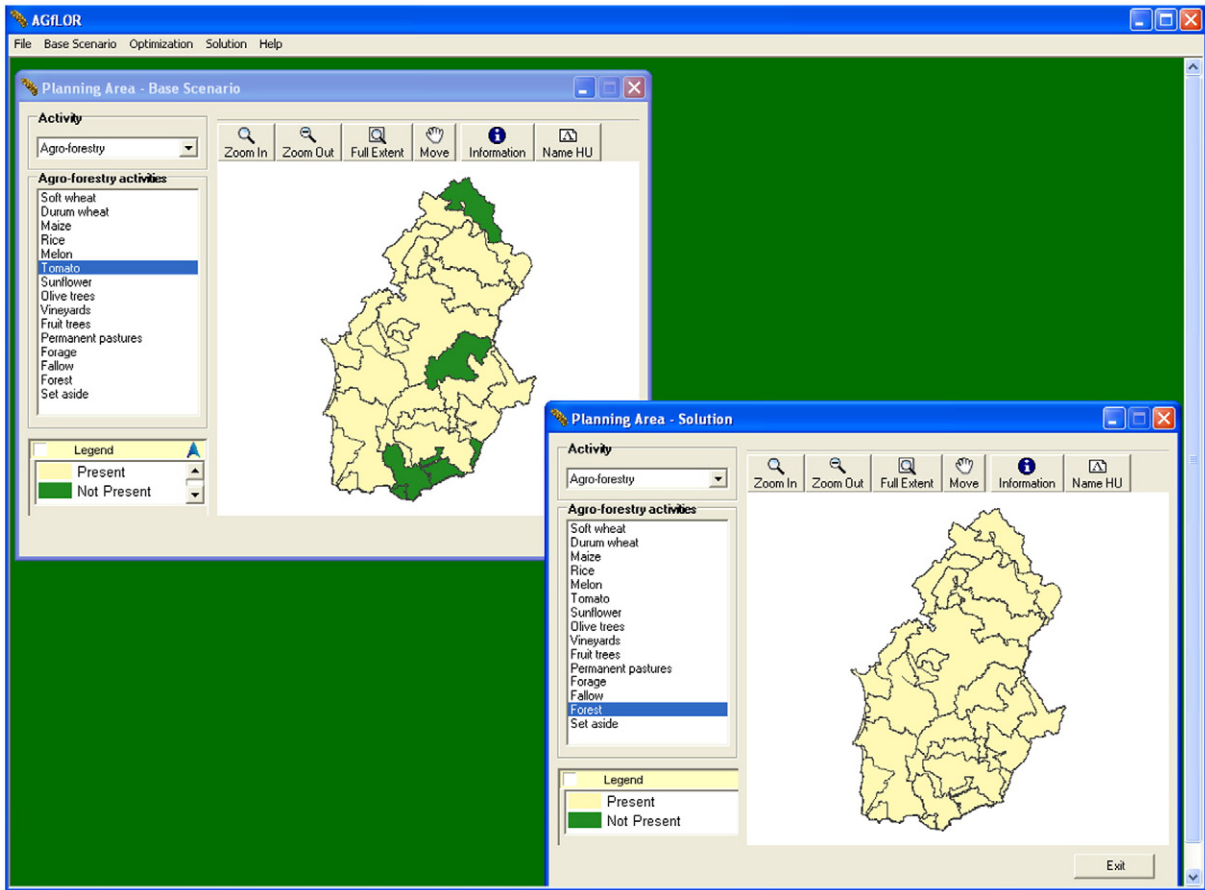 AGfLOR
File Base Scenario Optimization Solution Help
Planning Area - Base Scenario
Activity
Agro-forestry
Zoom In Zoom Out Full Extent Move Information Name HU
Agro-forestry activities
Soft wheat
Durum wheat
Maize
Rice
Melon
Tomato
Sunflower
Olive trees
Vineyards
Fruit trees
Permanent pastures
Forage
Fallow
Forest
Set aside
Legend
Present
Not Present
Planning Area - Solution
Activity
Agro-forestry
Zoom In Zoom Out Full Extent Move Information Name HU
Agro-forestry activities
Soft wheat
Durum wheat
Maize
Rice
Melon
Tomato
Sunflower
Olive trees
Vineyards
Fruit trees
Permanent pastures
Forage
Fallow
Forest
Set aside
Legend
Present
Not Present
Exit